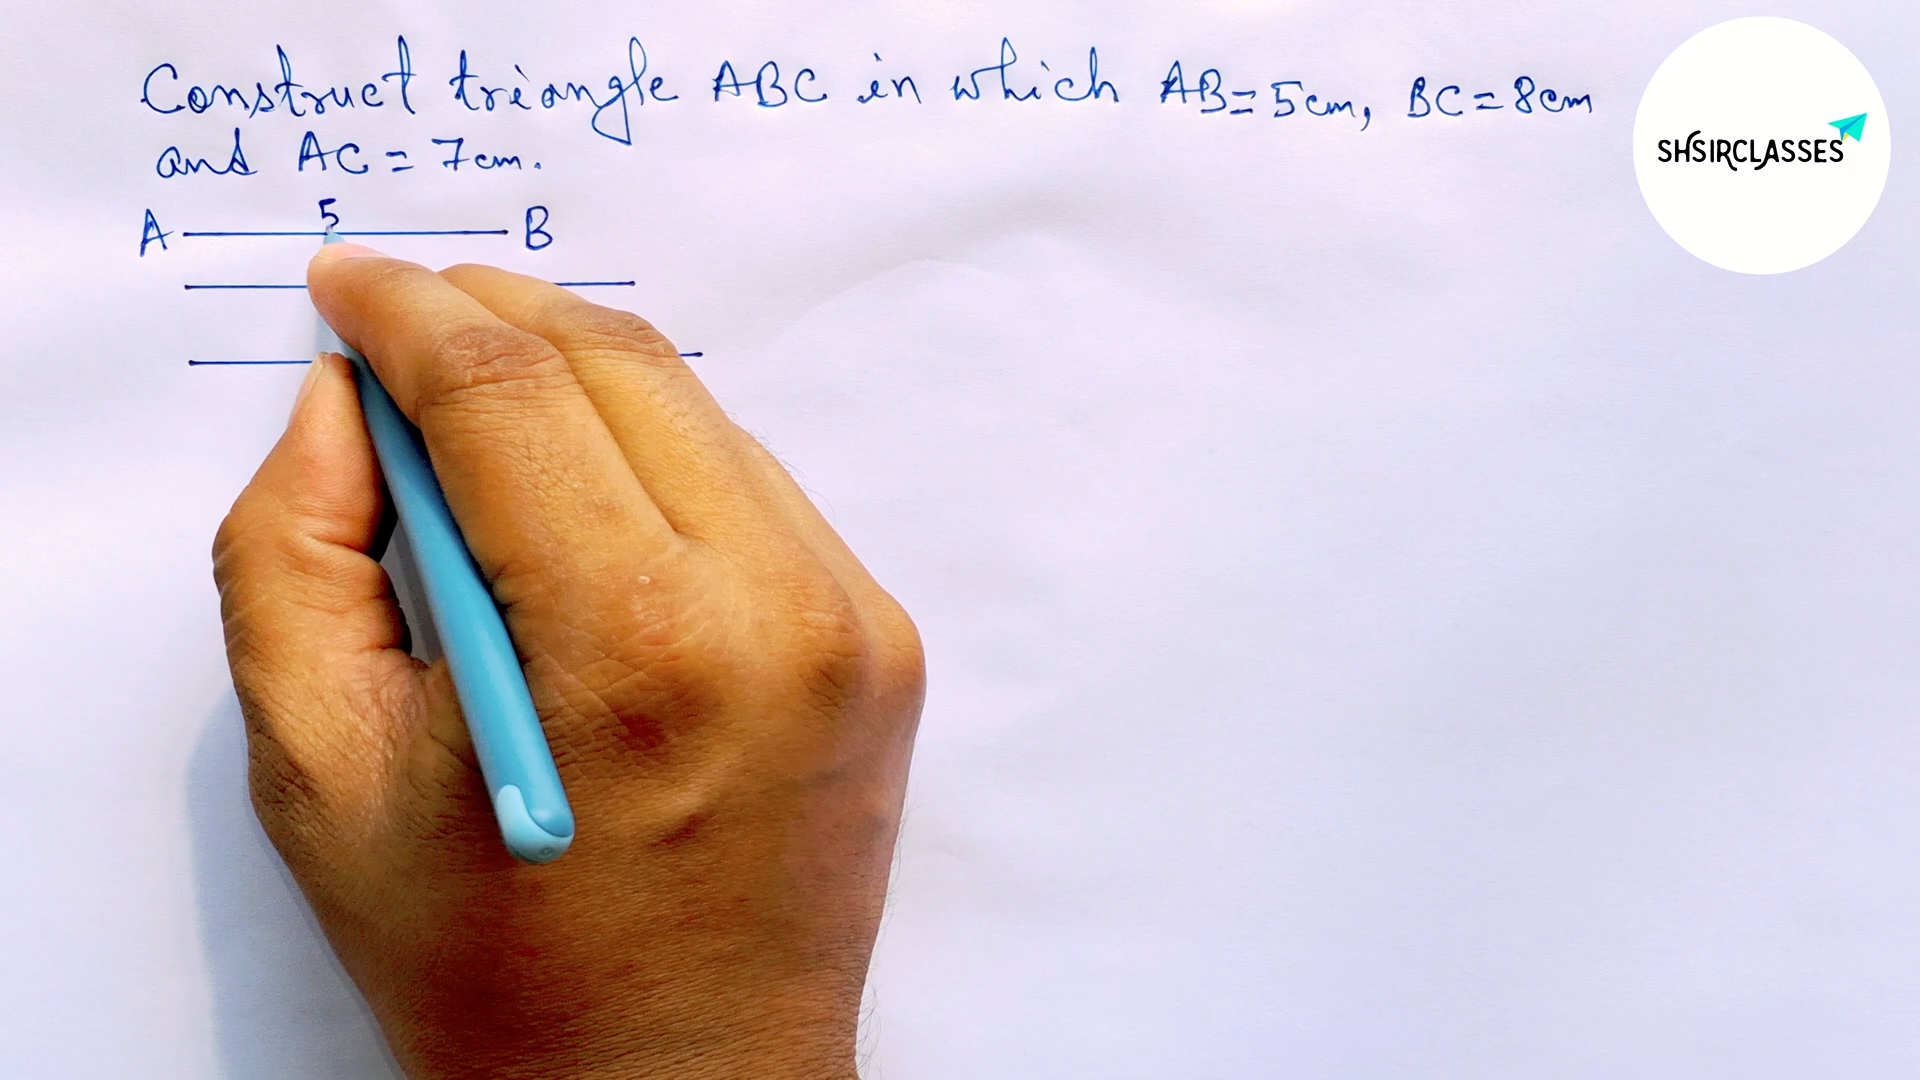 Construct triangle ABC in which AB = 5cm, BC = 8cm
and AC = 7cm.
SHSIRCLASSES
5
A B